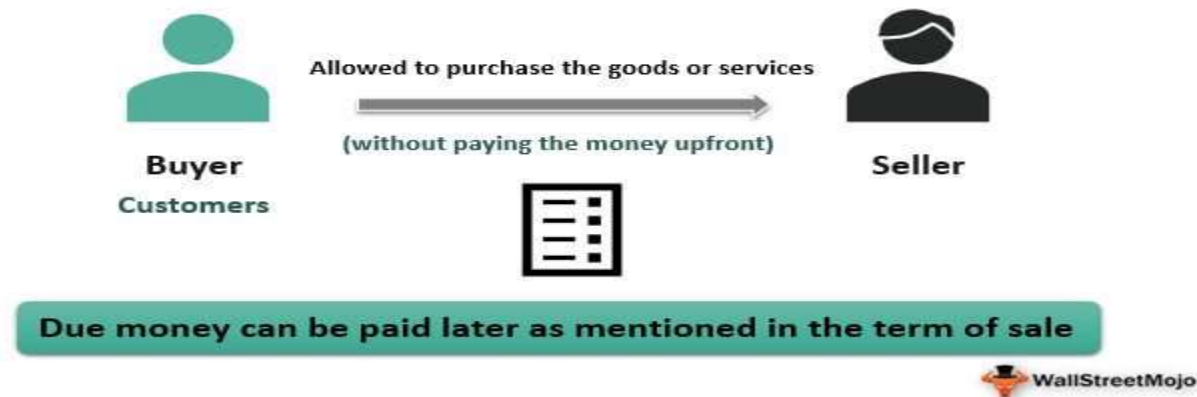 Allowed to purchase the goods or services
(without paying the money upfront)
Buyer
Customers
Seller
Due money can be paid later as mentioned in the term of sale
WallStreetMojo